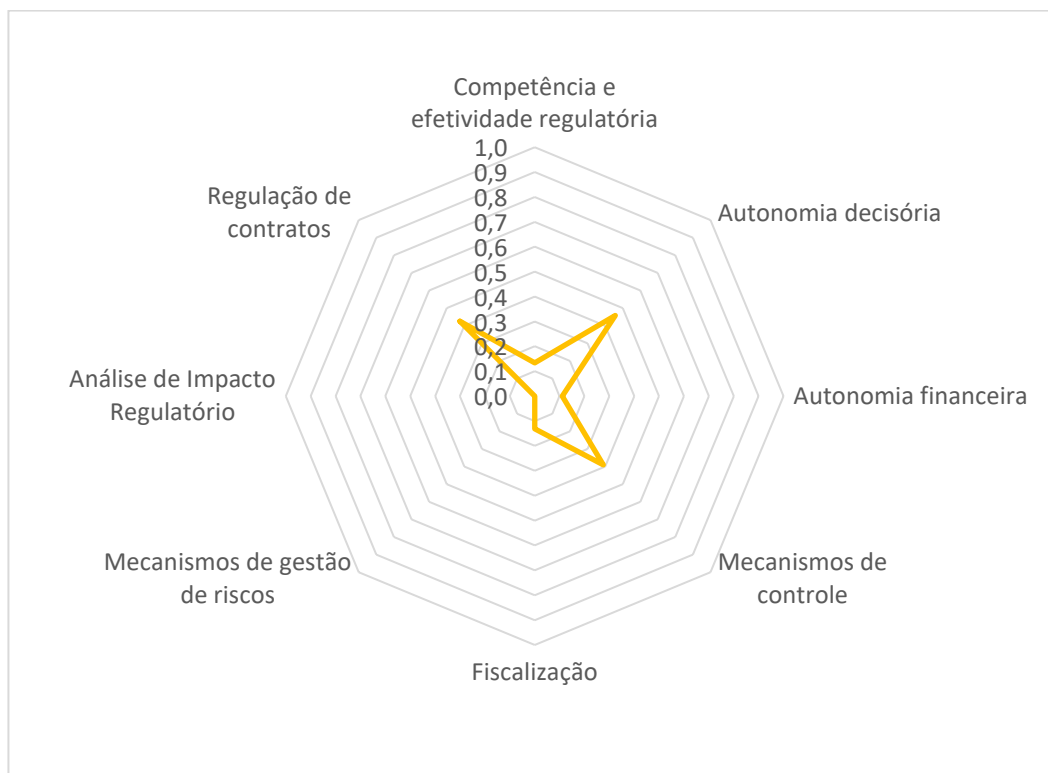 Competência e
efetividade regulatória
1,0
0,9
0,8
0,7
0,6
0,5
0,4
0,3
0,2
0,1
0,0
Autonomia decisória
Autonomia financeira
Mecanismos de
controle
Fiscalização
Mecanismos de gestão
de riscos
Análise de Impacto
Regulatório
Regulação de
contratos